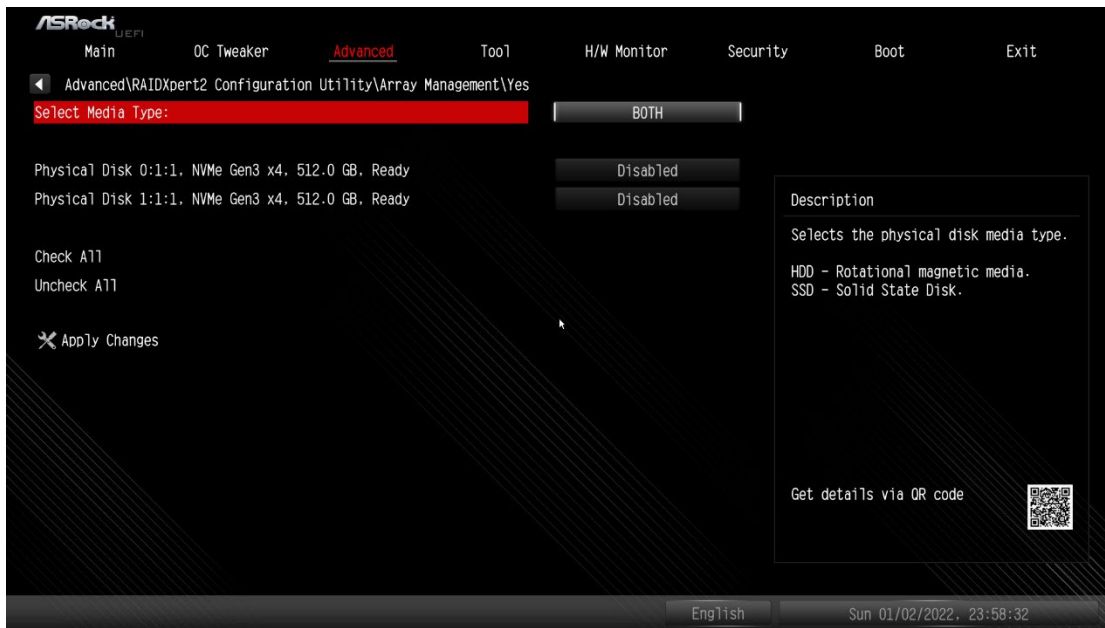 ASRock UEFI
Main OC Tweaker Advanced Tool H/W Monitor Security Boot Exit
Advanced\RAIDXpert2 Configuration Utility\Array Management\Yes
Select Media Type: BOTH
Physical Disk 0:1:1, NVMe Gen3 x4, 512.0 GB, Ready Disabled
Physical Disk 1:1:1, NVMe Gen3 x4, 512.0 GB, Ready Disabled
Check All
Uncheck All
Apply Changes
Description
Selects the physical disk media type.
HDD - Rotational magnetic media.
SSD - Solid State Disk.
Get details via QR code
English Sun 01/02/2022, 23:58:32